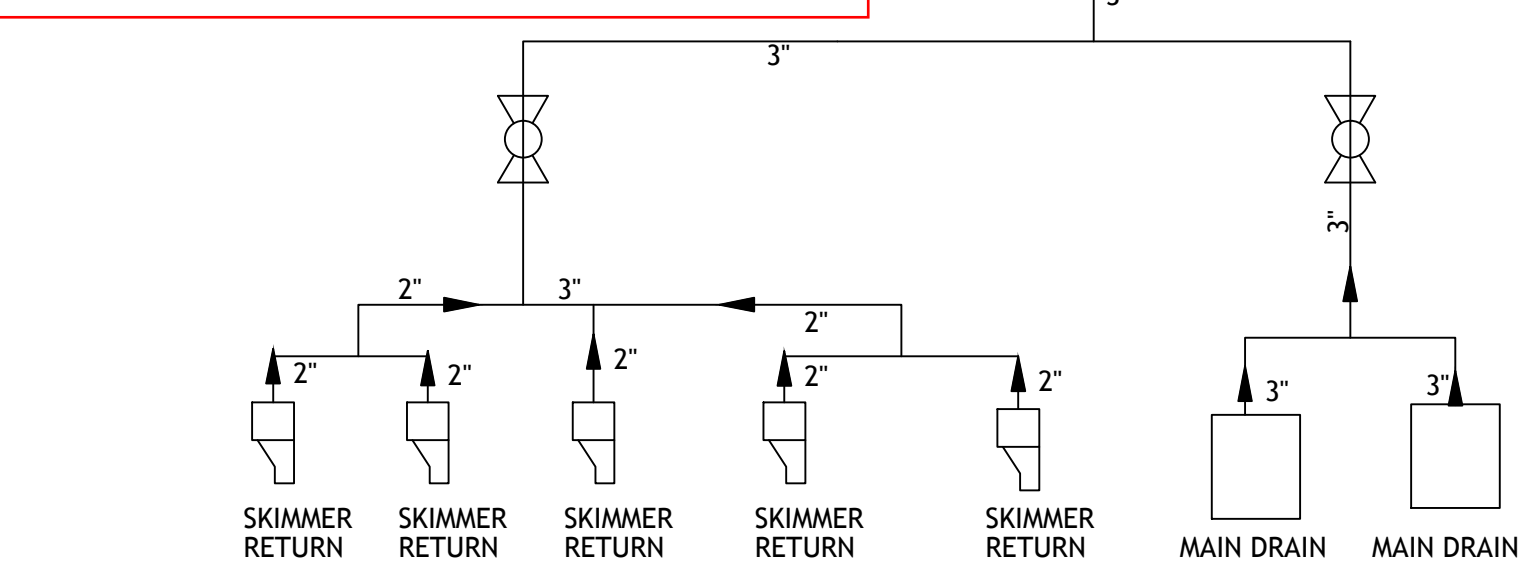 3"
3"
2"
3"
2"
2"
2"
2"
2"
2"
3"
3"
SKIMMER
RETURN
SKIMMER
RETURN
SKIMMER
RETURN
SKIMMER
RETURN
SKIMMER
RETURN
MAIN DRAIN
MAIN DRAIN